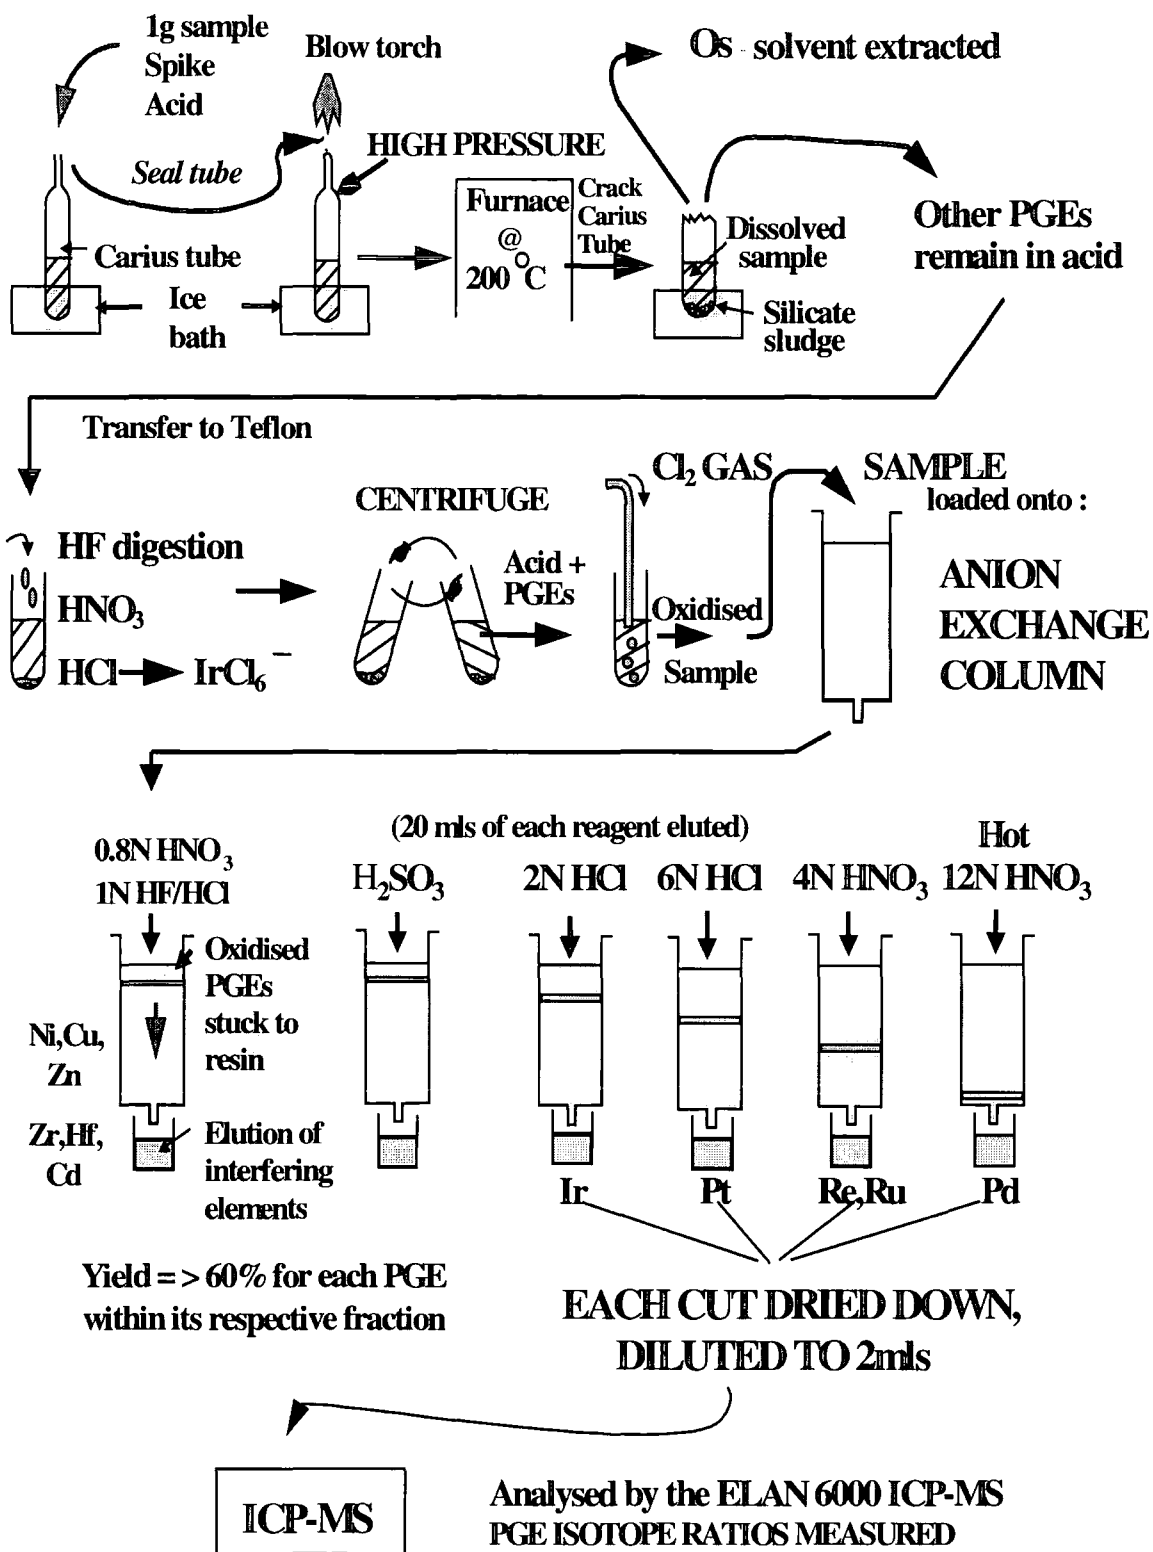 1g sample
Spike
Acid
Blow torch
Os - solvent extracted
HIGH PRESSURE
Seal tube
Carius tube
Ice
bath
Furnace
@
200 °C
Crack
Carius
Tube
Dissolved
sample
Silicate
sludge
Other PGEs
remain in acid
Transfer to Teflon
HF digestion
HNO3
HCl → IrCl6 −
CENTRIFUGE
Acid +
PGEs
Cl2 GAS
Oxidised
Sample
SAMPLE
loaded onto :
ANION
EXCHANGE
COLUMN
(20 mls of each reagent eluted)
0.8N HNO3
1N HF/HCl
H2SO3
2N HCl
6N HCl
4N HNO3
Hot
12N HNO3
Oxidised
PGEs
stuck to
resin
Ni,Cu,
Zn
Zr,Hf,
Cd
Elution of
interfering
elements
Ir
Pt
Re,Ru
Pd
Yield = > 60% for each PGE
within its respective fraction
EACH CUT DRIED DOWN,
DILUTED TO 2mls
ICP-MS
Analysed by the ELAN 6000 ICP-MS
PGE ISOTOPE RATIOS MEASURED